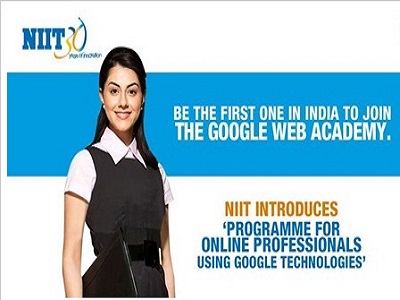 NIIT 30
Years of Innovation
BE THE FIRST ONE IN INDIA TO JOIN
THE GOOGLE WEB ACADEMY.
NIIT INTRODUCES
‘PROGRAMME FOR
ONLINE PROFESSIONALS
USING GOOGLE TECHNOLOGIES’